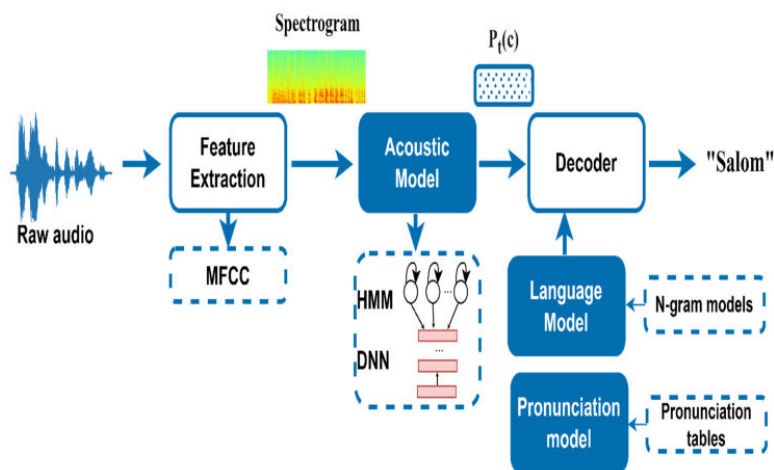 Spectrogram
P_t(c)
Raw audio
Feature
Extraction
MFCC
Acoustic
Model
HMM
...
DNN
...
Decoder
"Salom"
Language
Model
N-gram models
Pronunciation
model
Pronunciation
tables